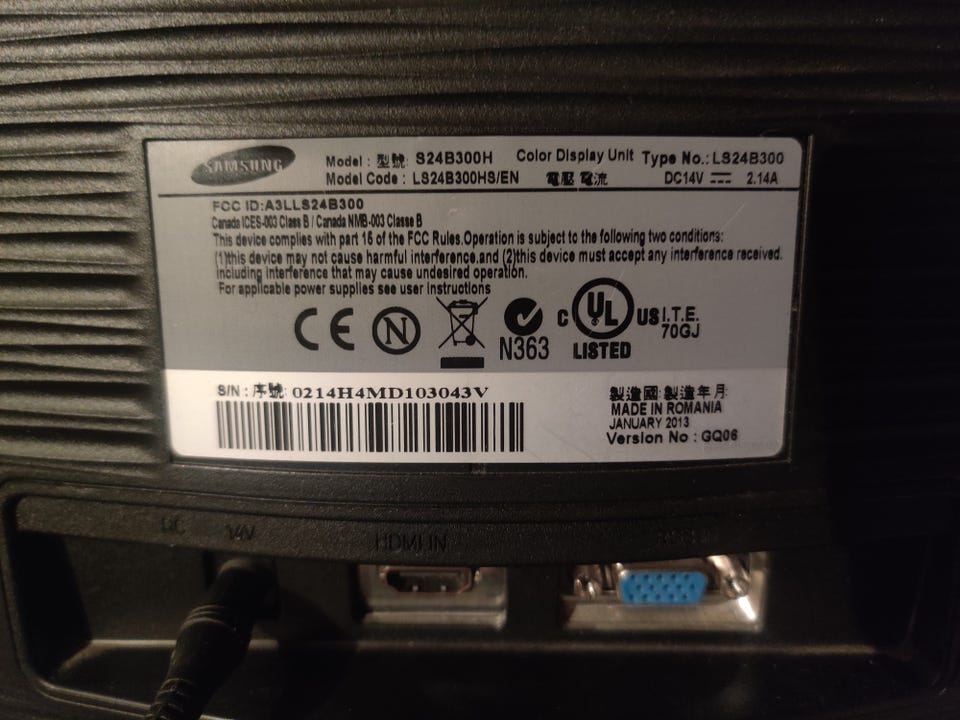 SAMSUNG
Model : 型號: S24B300H Color Display Unit Type No.: LS24B300
Model Code : LS24B300HS/EN 電壓 電流 DC14V 2.14A
FCC ID:A3LLS24B300
Canada ICES-003 Class B / Canada NMB-003 Classe B
This device complies with part 15 of the FCC Rules.Operation is subject to the following two conditions:
(1)this device may not cause harmful interference.and (2)this device must accept any interference received.
including interference that may cause undesired operation.
For applicable power supplies see user instructions
CE N N363 C UL US LISTED I.T.E.
70GJ
S/N : 序號: 0214H4MD103043V
製造國: 製造年月:
MADE IN ROMANIA
JANUARY 2013
Version No : GQ06
DC 14V HDMI IN